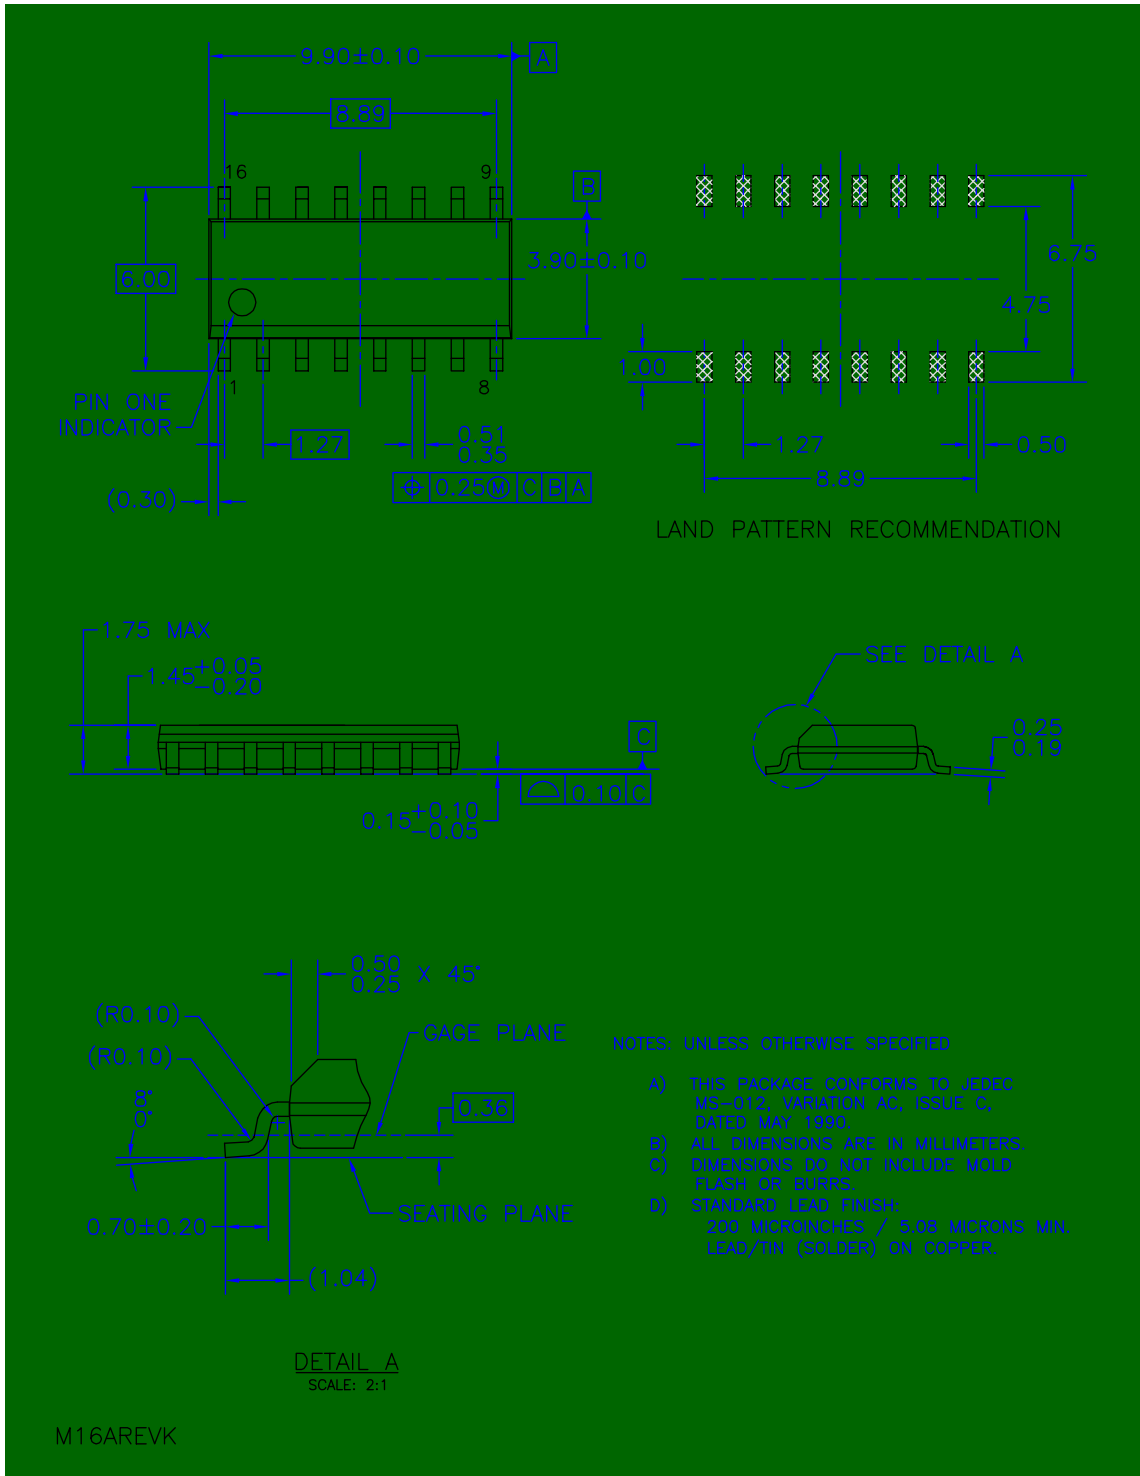 9.90±0.10
A
8.89
16
9
B
6.00
3.90±0.10
6.75
4.75
1.00
1
8
PIN ONE
INDICATOR
1.27
0.51
0.35
1.27
0.50
(0.30)
0.25 M C B A
8.89
LAND PATTERN RECOMMENDATION
1.75 MAX
1.45 +0.05
−0.20
SEE DETAIL A
C
0.25
0.19
0.10 C
0.15 +0.10
−0.05
0.50
0.25 X 45°
(R0.10)
GAGE PLANE
(R0.10)
8°
0°
0.36
SEATING PLANE
0.70±0.20
(1.04)
NOTES: UNLESS OTHERWISE SPECIFIED
A) THIS PACKAGE CONFORMS TO JEDEC
MS−012, VARIATION AC, ISSUE C,
DATED MAY 1990.
B) ALL DIMENSIONS ARE IN MILLIMETERS.
C) DIMENSIONS DO NOT INCLUDE MOLD
FLASH OR BURRS.
D) STANDARD LEAD FINISH:
200 MICROINCHES / 5.08 MICRONS MIN.
LEAD/TIN (SOLDER) ON COPPER.
DETAIL A
SCALE: 2:1
M16AREVK